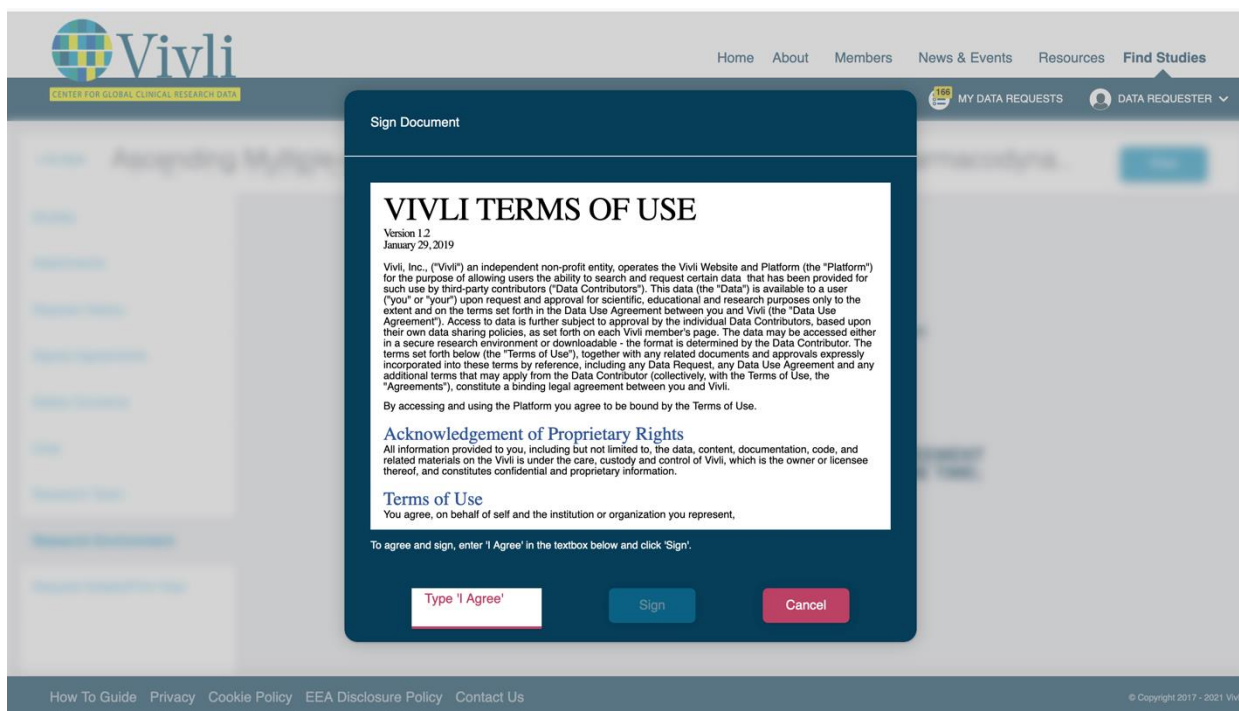 Vivli
CENTER FOR GLOBAL CLINICAL RESEARCH DATA
Home About Members News & Events Resources Find Studies
166 MY DATA REQUESTS DATA REQUESTER
Sign Document
VIVLI TERMS OF USE
Version 1.2
January 29, 2019
Vivli, Inc., ("Vivli") an independent non-profit entity, operates the Vivli Website and Platform (the "Platform")
for the purpose of allowing users the ability to search and request certain data that has been provided for
such use by third-party contributors ("Data Contributors"). This data (the "Data") is available to a user
("you" or "your") upon request and approval for scientific, educational and research purposes only to the
extent and on the terms set forth in the Data Use Agreement between you and Vivli (the "Data Use
Agreement"). Access to data is further subject to approval by the individual Data Contributors, based upon
their own data sharing policies, as set forth on each Vivli member's page. The data may be accessed either
in a secure research environment or downloadable - the format is determined by the Data Contributor. The
terms set forth below (the "Terms of Use"), together with any related documents and approvals expressly
incorporated into these terms by reference, including any Data Request, any Data Use Agreement and any
additional terms that may apply from the Data Contributor (collectively, with the Terms of Use, the
"Agreements"), constitute a binding legal agreement between you and Vivli.
By accessing and using the Platform you agree to be bound by the Terms of Use.
Acknowledgement of Proprietary Rights
All information provided to you, including but not limited to, the data, content, documentation, code, and
related materials on the Vivli is under the care, custody and control of Vivli, which is the owner or licensee
thereof, and constitutes confidential and proprietary information.
Terms of Use
You agree, on behalf of self and the institution or organization you represent,
To agree and sign, enter 'I Agree' in the textbox below and click 'Sign'.
Type 'I Agree' Sign Cancel
How To Guide Privacy Cookie Policy EEA Disclosure Policy Contact Us
© Copyright 2017 - 2021